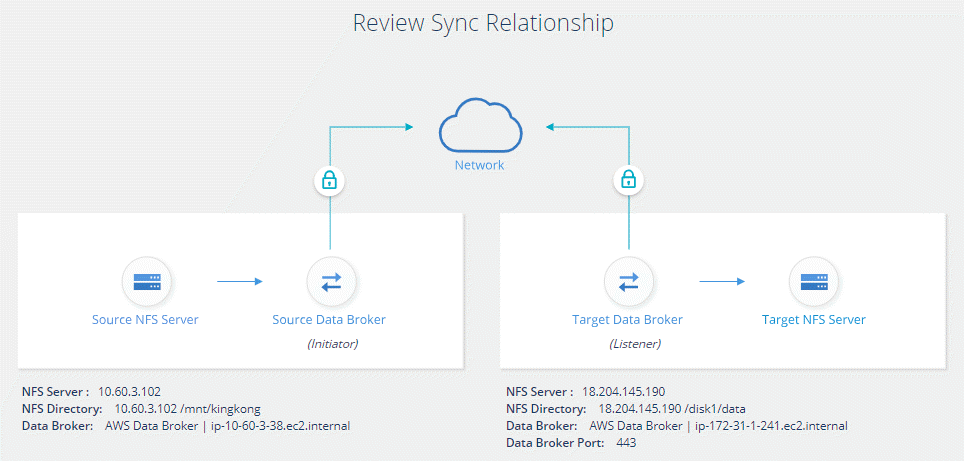 Review Sync Relationship
Network
Source NFS Server
Source Data Broker
(Initiator)
Target Data Broker
(Listener)
Target NFS Server
NFS Server : 10.60.3.102
NFS Directory: 10.60.3.102 /mnt/kingkong
Data Broker: AWS Data Broker | ip-10-60-3-38.ec2.internal
NFS Server : 18.204.145.190
NFS Directory: 18.204.145.190 /disk1/data
Data Broker: AWS Data Broker | ip-172-31-1-241.ec2.internal
Data Broker Port: 443